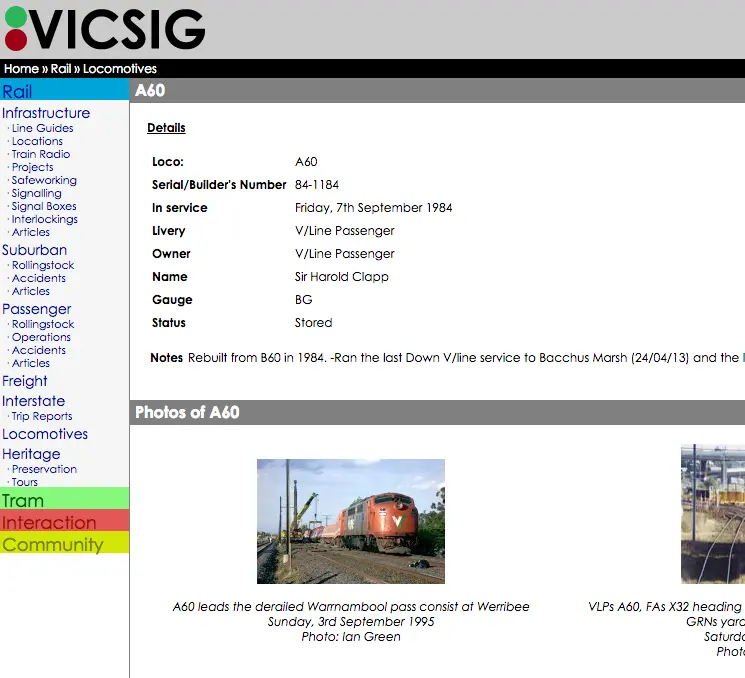 VICSIG
Home » Rail » Locomotives
Rail
Infrastructure
· Line Guides
· Locations
· Train Radio
· Projects
· Safeworking
· Signalling
· Signal Boxes
· Interlockings
· Articles
Suburban
· Rollingstock
· Accidents
· Articles
Passenger
· Rollingstock
· Operations
· Accidents
· Articles
Freight
Interstate
· Trip Reports
Locomotives
Heritage
· Preservation
· Tours
Tram
Interaction
Community
A60
Details
Loco: A60
Serial/Builder's Number 84-1184
In service Friday, 7th September 1984
Livery V/Line Passenger
Owner V/Line Passenger
Name Sir Harold Clapp
Gauge BG
Status Stored
Notes Rebuilt from B60 in 1984. -Ran the last Down V/line service to Bacchus Marsh (24/04/13) and the
Photos of A60
A60 leads the derailed Warrnambool pass consist at Werribee
Sunday, 3rd September 1995
Photo: Ian Green
VLPs A60, FAs X32 heading
GRNs yard
Saturda
Photo